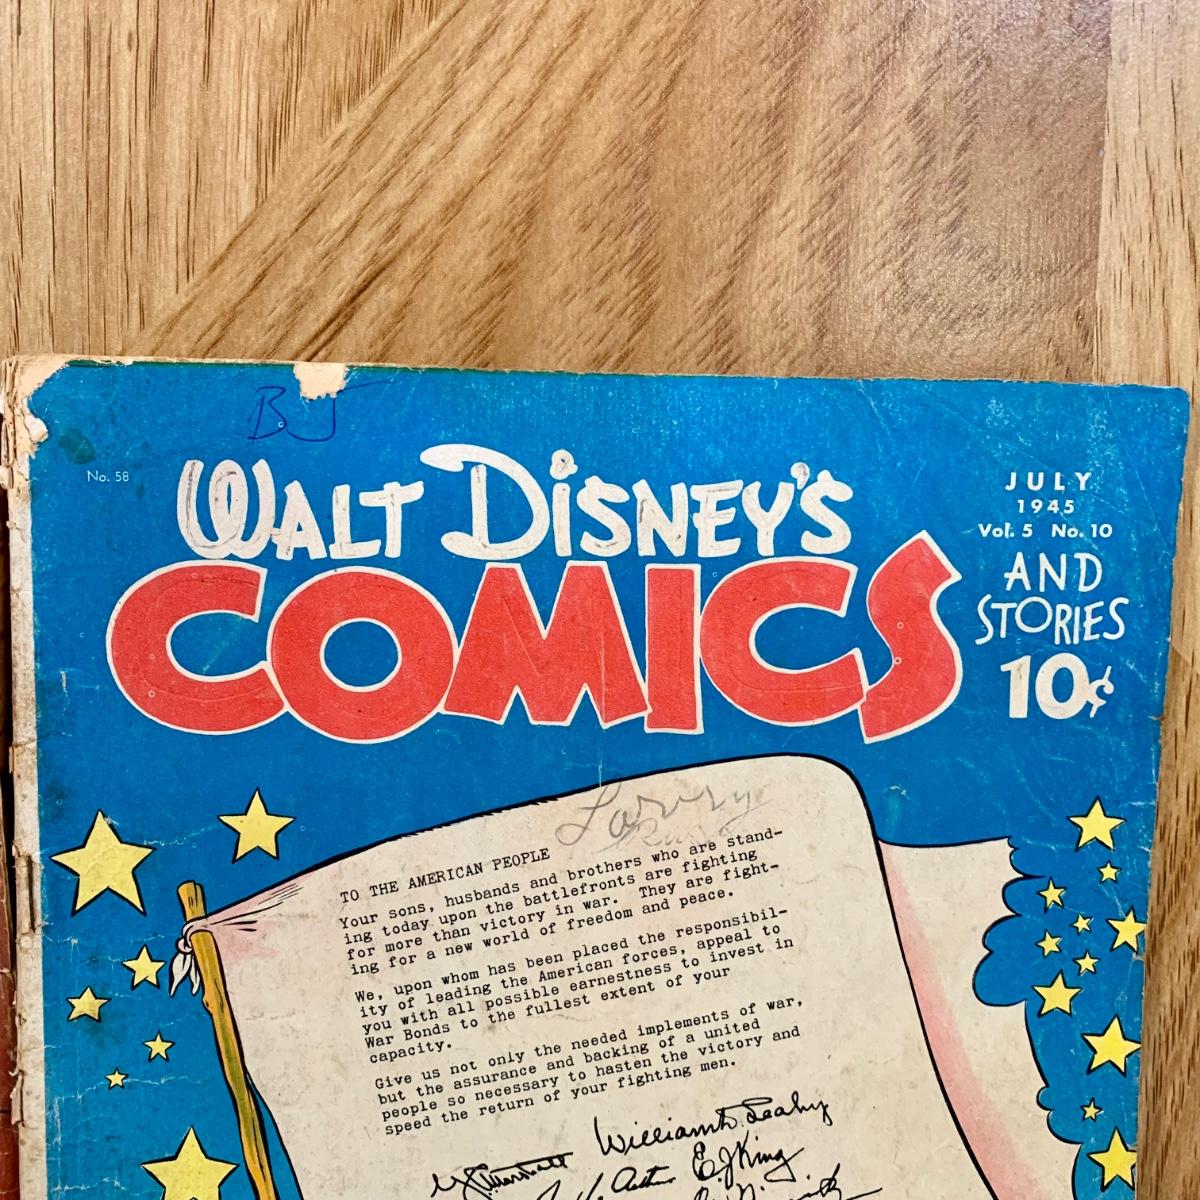 BJ
No. 58
WALT DISNEY'S
COMICS
JULY
1945
Vol. 5 No. 10
AND
STORIES
10¢
Larry
TO THE AMERICAN PEOPLE
Your sons, husbands and brothers who are stand-
ing today upon the battlefronts are fighting
for more than victory in war. They are fight-
ing for a new world of freedom and peace.
We, upon whom has been placed the responsibil-
ity of leading the American forces, appeal to
you with all possible earnestness to invest in
War Bonds to the fullest extent of your
capacity.
Give us not only the needed implements of war,
but the assurance and backing of a united
people so necessary to hasten the victory and
speed the return of your fighting men.
William D. Leahy
G. C. Marshall E. J. King